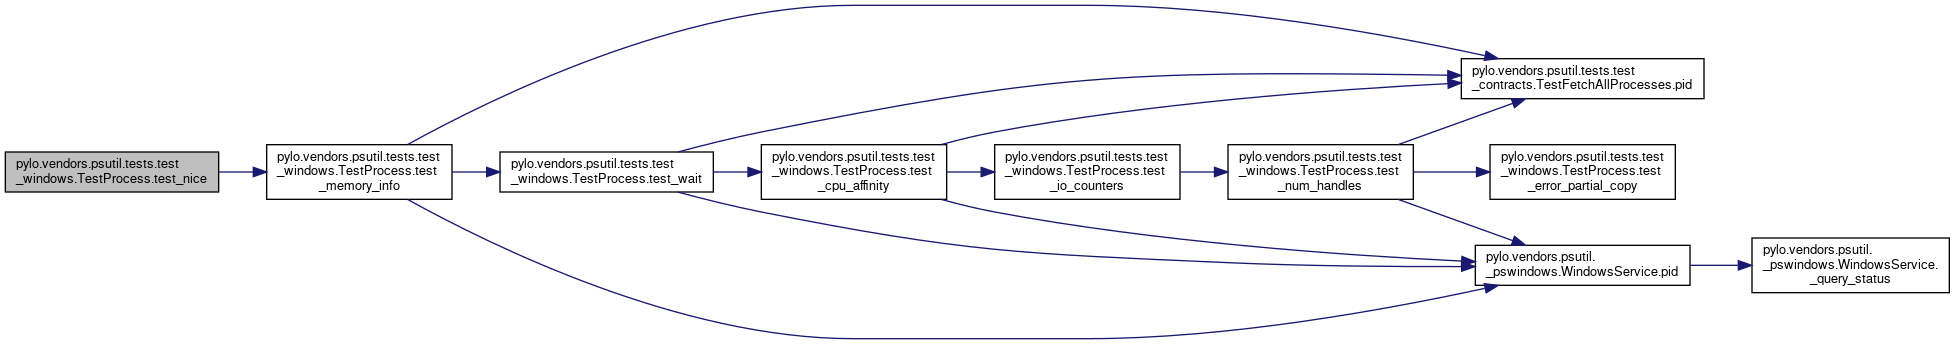 pylo.vendors.psutil.tests.test
_windows.TestProcess.test_nice
pylo.vendors.psutil.tests.test
_windows.TestProcess.test
_memory_info
pylo.vendors.psutil.tests.test
_windows.TestProcess.test_wait
pylo.vendors.psutil.tests.test
_windows.TestProcess.test
_cpu_affinity
pylo.vendors.psutil.tests.test
_windows.TestProcess.test
_io_counters
pylo.vendors.psutil.tests.test
_windows.TestProcess.test
_num_handles
pylo.vendors.psutil.tests.test
_contracts.TestFetchAllProcesses.pid
pylo.vendors.psutil.tests.test
_windows.TestProcess.test
_error_partial_copy
pylo.vendors.psutil.
_pswindows.WindowsService.pid
pylo.vendors.psutil.
_pswindows.WindowsService.
_query_status